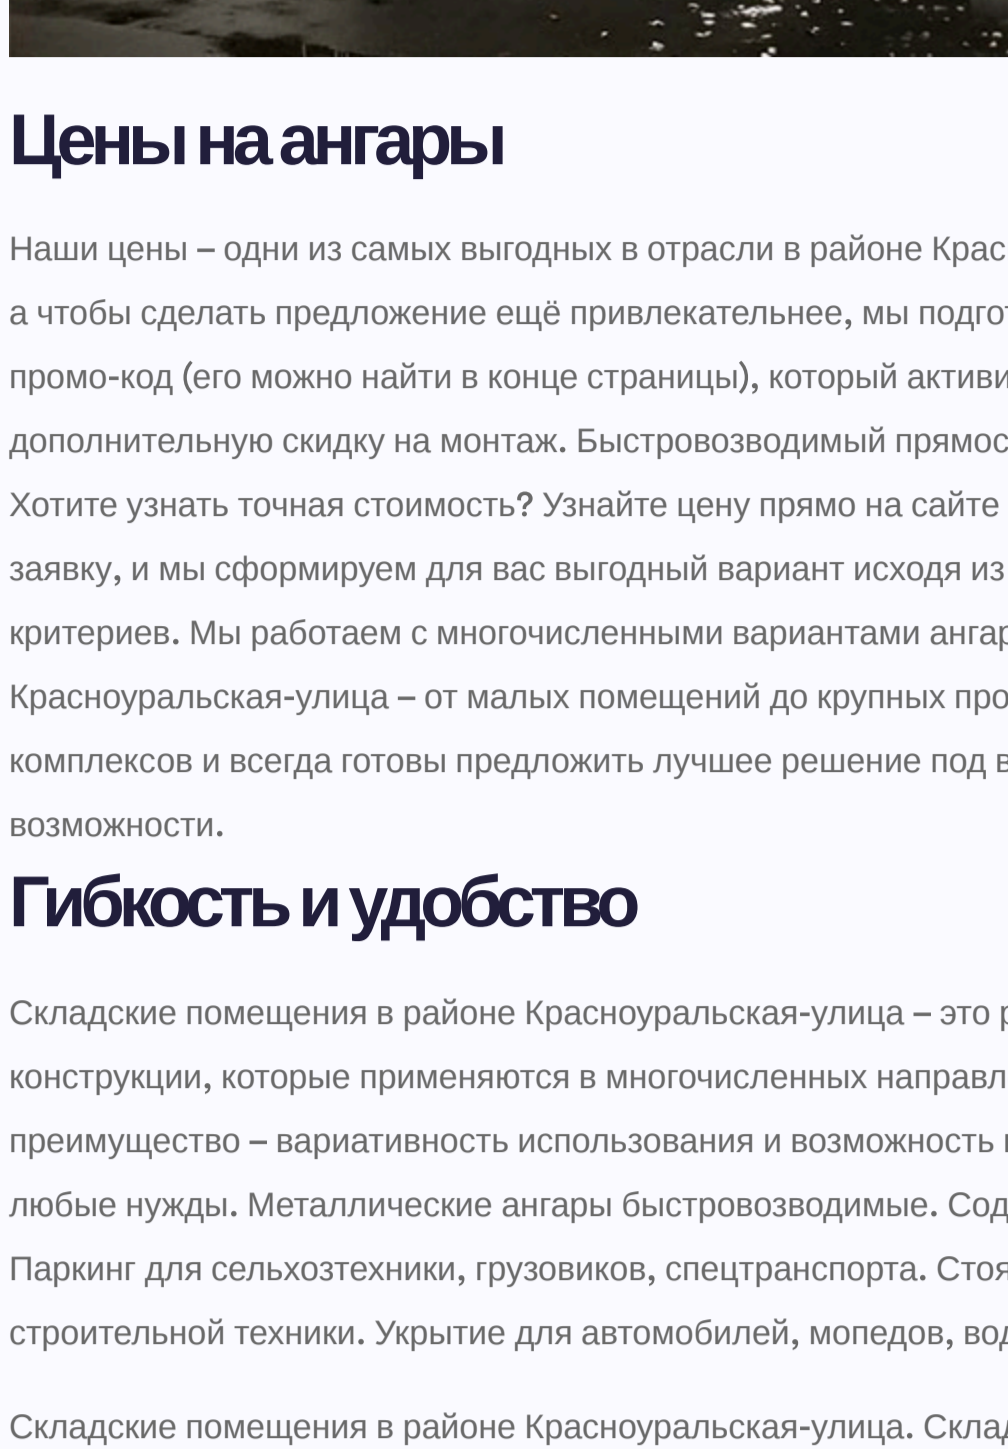 Цены на ангары
Наши цены – одни из самых выгодных в отрасли в районе Крас
а чтобы сделать предложение ещё привлекательнее, мы подгот
промо-код (его можно найти в конце страницы), который активи
дополнительную скидку на монтаж. Быстровозводимый прямос
Хотите узнать точная стоимость? Узнайте цену прямо на сайте
заявку, и мы сформируем для вас выгодный вариант исходя из
критериев. Мы работаем с многочисленными вариантами ангар
Красноуральская-улица – от малых помещений до крупных про
комплексов и всегда готовы предложить лучшее решение под в
возможности.
Гибкость и удобство
Складские помещения в районе Красноуральская-улица – это р
конструкции, которые применяются в многочисленных направл
преимущество – вариативность использования и возможность
любые нужды. Металлические ангары быстровозводимые. Сод
Паркинг для сельхозтехники, грузовиков, спецтранспорта. Стоя
строительной техники. Укрытие для автомобилей, мопедов, вод
Складские помещения в районе Красноуральская-улица. Склад